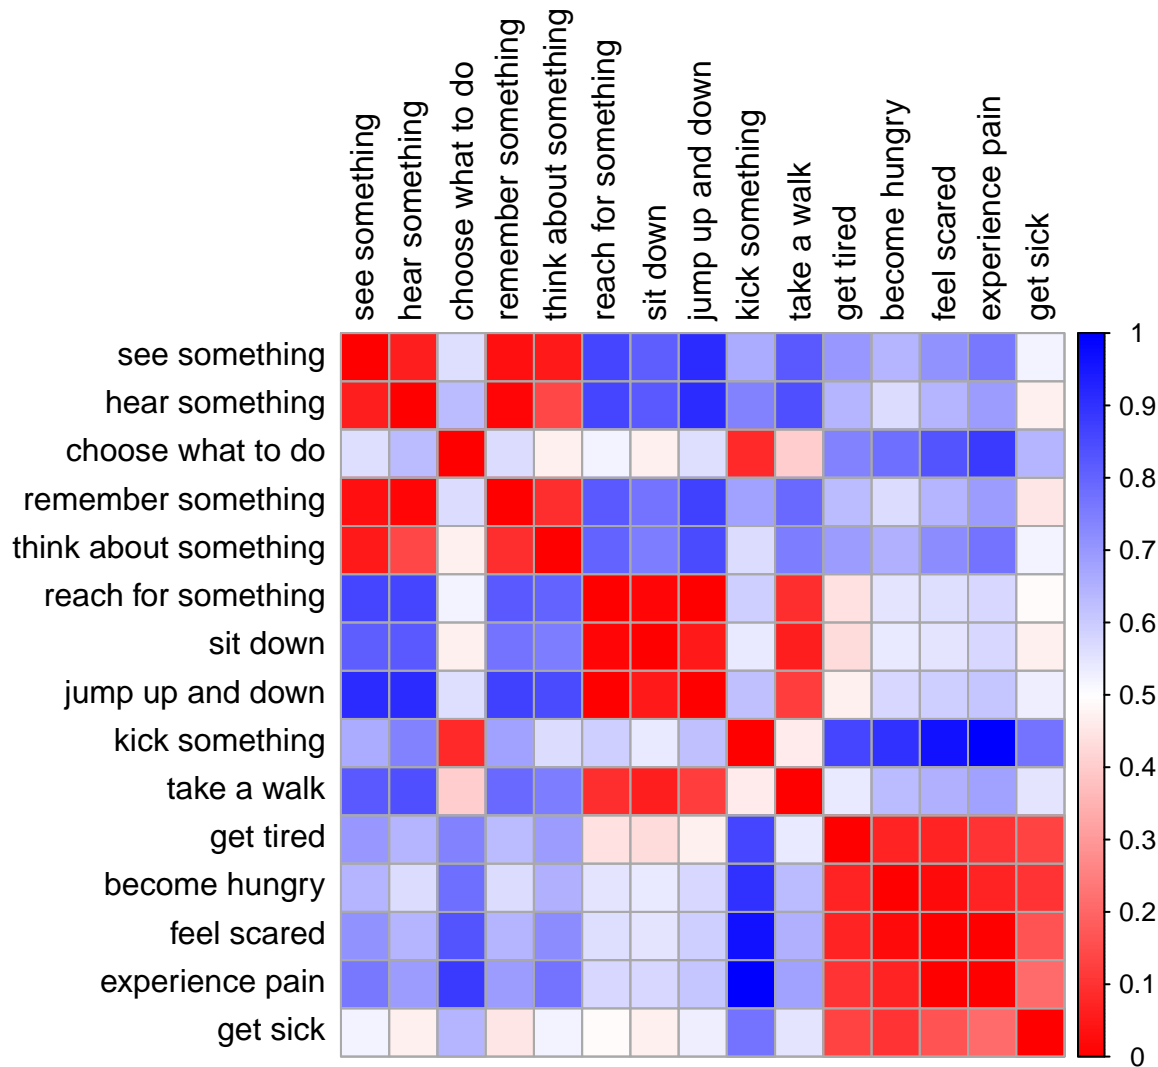 see something
hear something
choose what to do
remember something
think about something
reach for something
sit down
jump up and down
kick something
take a walk
get tired
become hungry
feel scared
experience pain
get sick
see something
hear something
choose what to do
remember something
think about something
reach for something
sit down
jump up and down
kick something
take a walk
get tired
become hungry
feel scared
experience pain
get sick
1
0.9
0.8
0.7
0.6
0.5
0.4
0.3
0.2
0.1
0